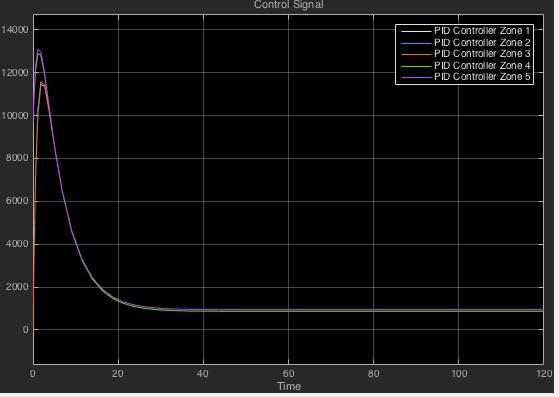 Control Signal
14000
12000
10000
8000
6000
4000
2000
0
PID Controller Zone 1
PID Controller Zone 2
PID Controller Zone 3
PID Controller Zone 4
PID Controller Zone 5
0 20 40 60 80 100 120
Time